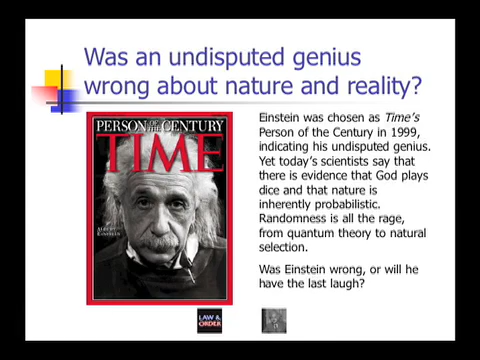 Was an undisputed genius
wrong about nature and reality?
PERSON OF THE CENTURY
TIME
ALBERT
EINSTEIN
Einstein was chosen as Time's
Person of the Century in 1999,
indicating his undisputed genius.
Yet today's scientists say that
there is evidence that God plays
dice and that nature is
inherently probabilistic.
Randomness is all the rage,
from quantum theory to natural
selection.
Was Einstein wrong, or will he
have the last laugh?
LAW &
ORDER